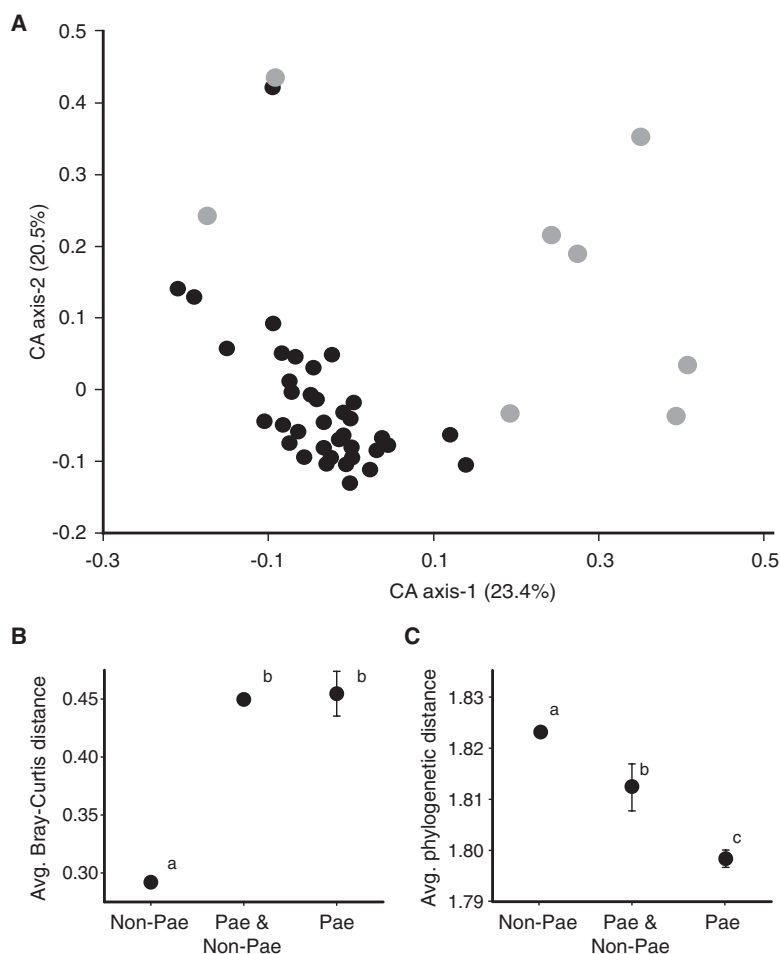 A
0.5
0.4
0.3
0.2
0.1
0
-0.1
-0.2
CA axis-2 (20.5%)
-0.3
-0.1
0.1
0.3
0.5
CA axis-1 (23.4%)
B
0.45
0.40
0.35
0.30
Avg. Bray-Curtis distance
a
b
b
Non-Pae
Pae &
Non-Pae
Pae
C
1.83
1.82
1.81
1.80
1.79
Avg. phylogenetic distance
a
b
c
Non-Pae
Pae &
Non-Pae
Pae